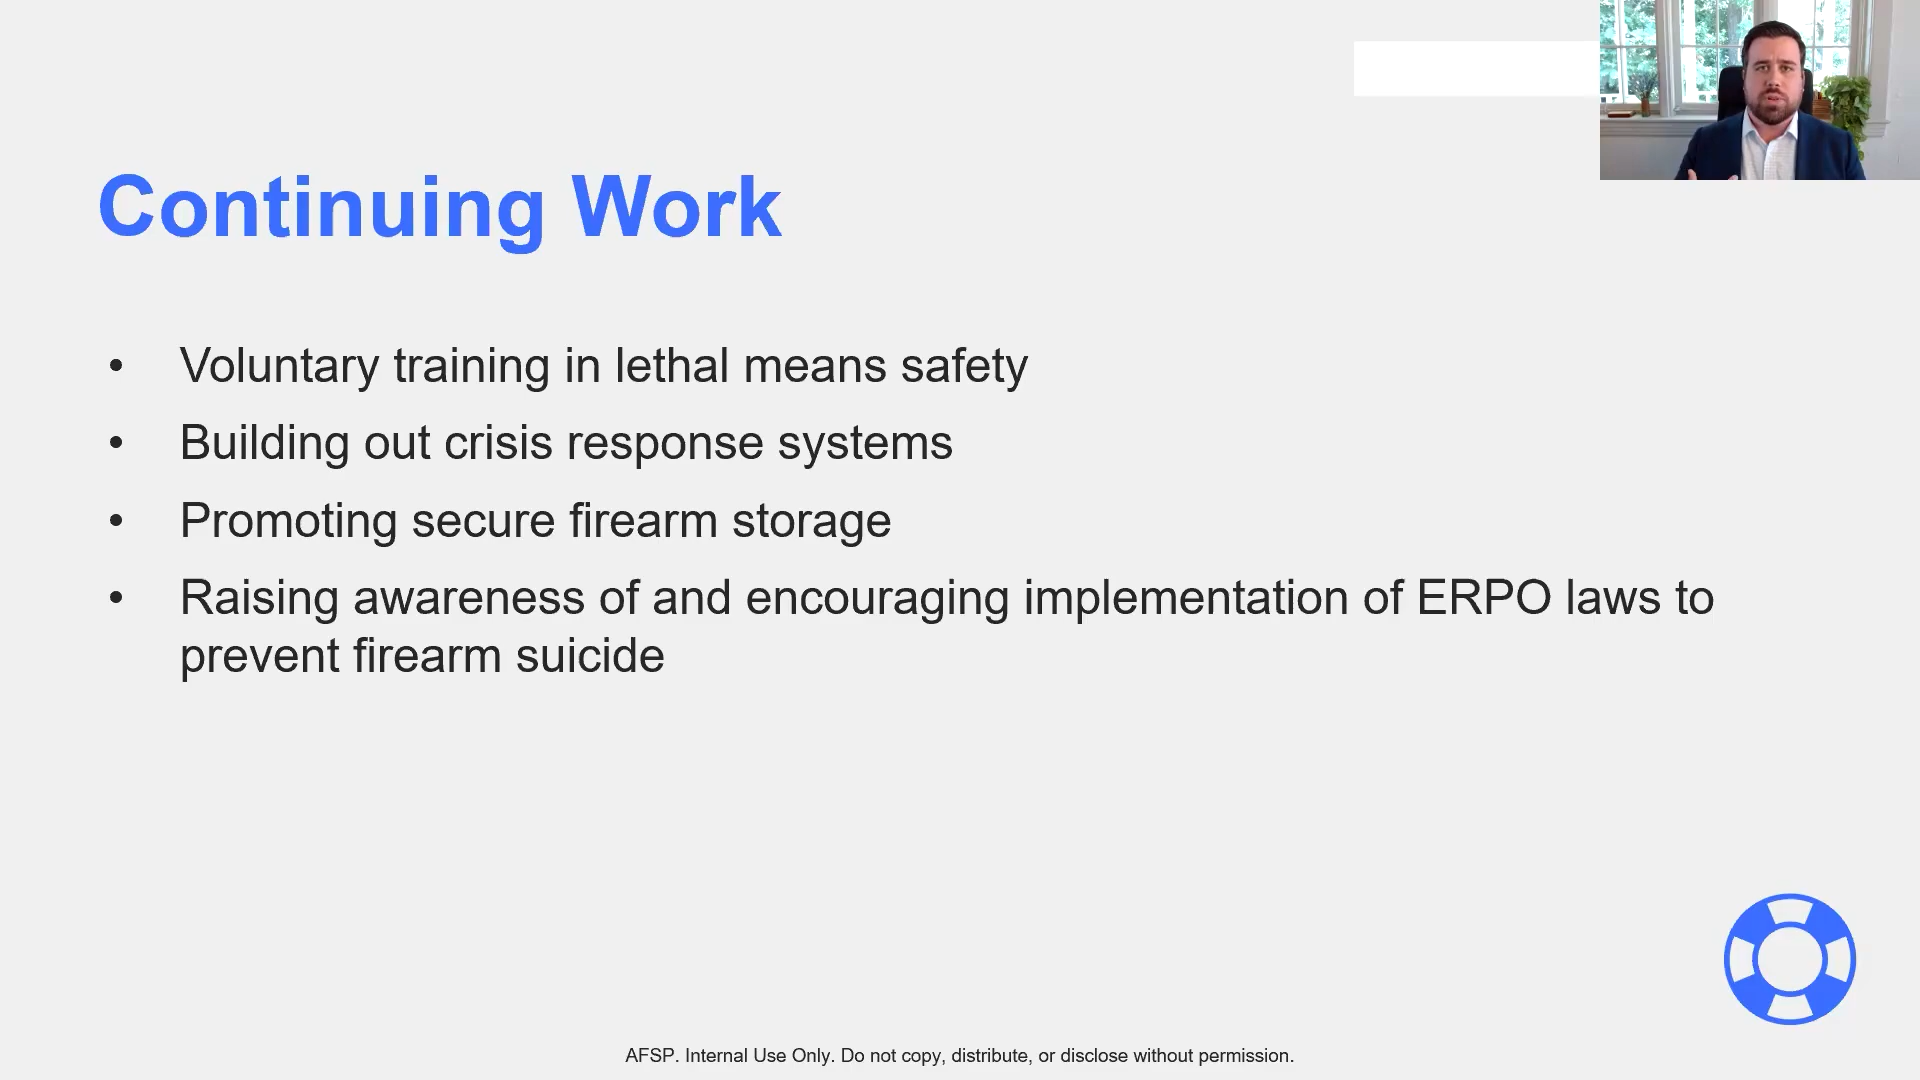 Continuing Work
• Voluntary training in lethal means safety
• Building out crisis response systems
• Promoting secure firearm storage
• Raising awareness of and encouraging implementation of ERPO laws to
prevent firearm suicide
AFSP. Internal Use Only. Do not copy, distribute, or disclose without permission.